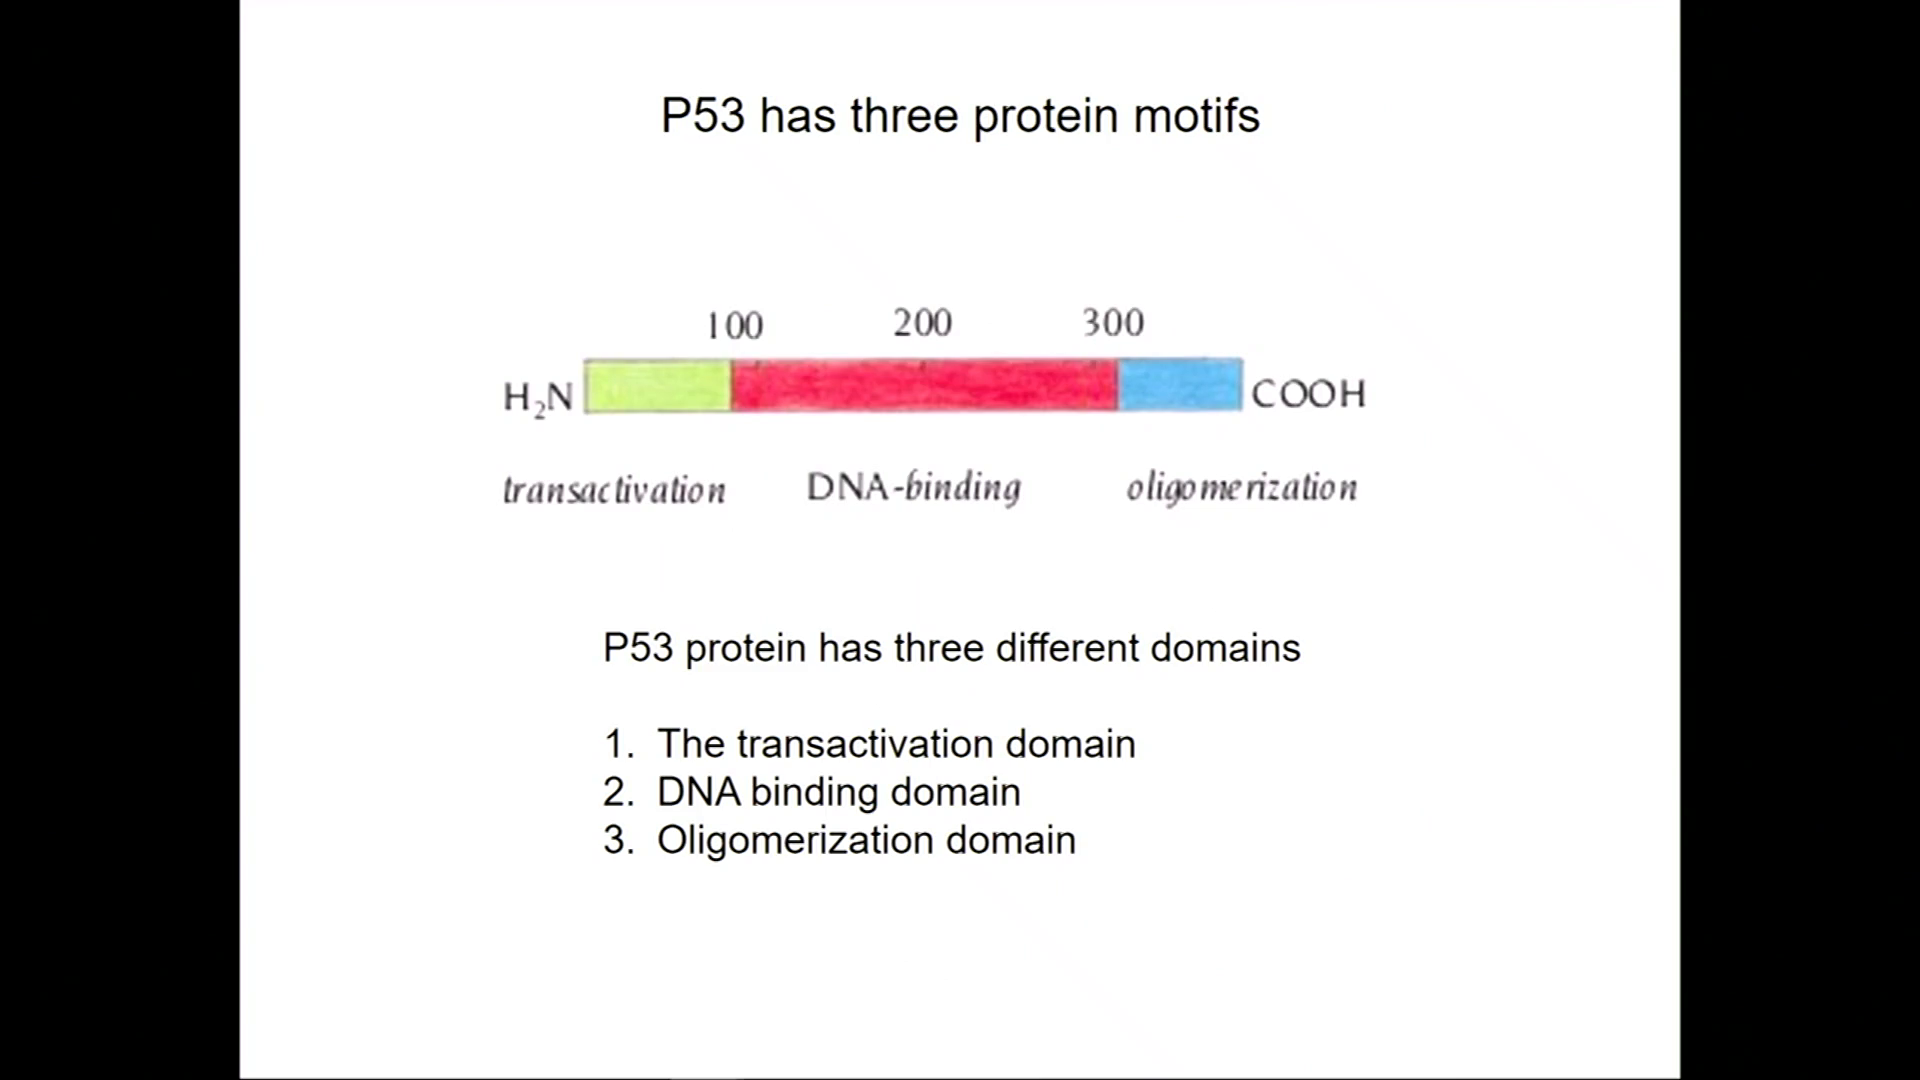 P53 has three protein motifs
100 200 300
H₂N COOH
transactivation DNA-binding oligomerization
P53 protein has three different domains
1. The transactivation domain
2. DNA binding domain
3. Oligomerization domain